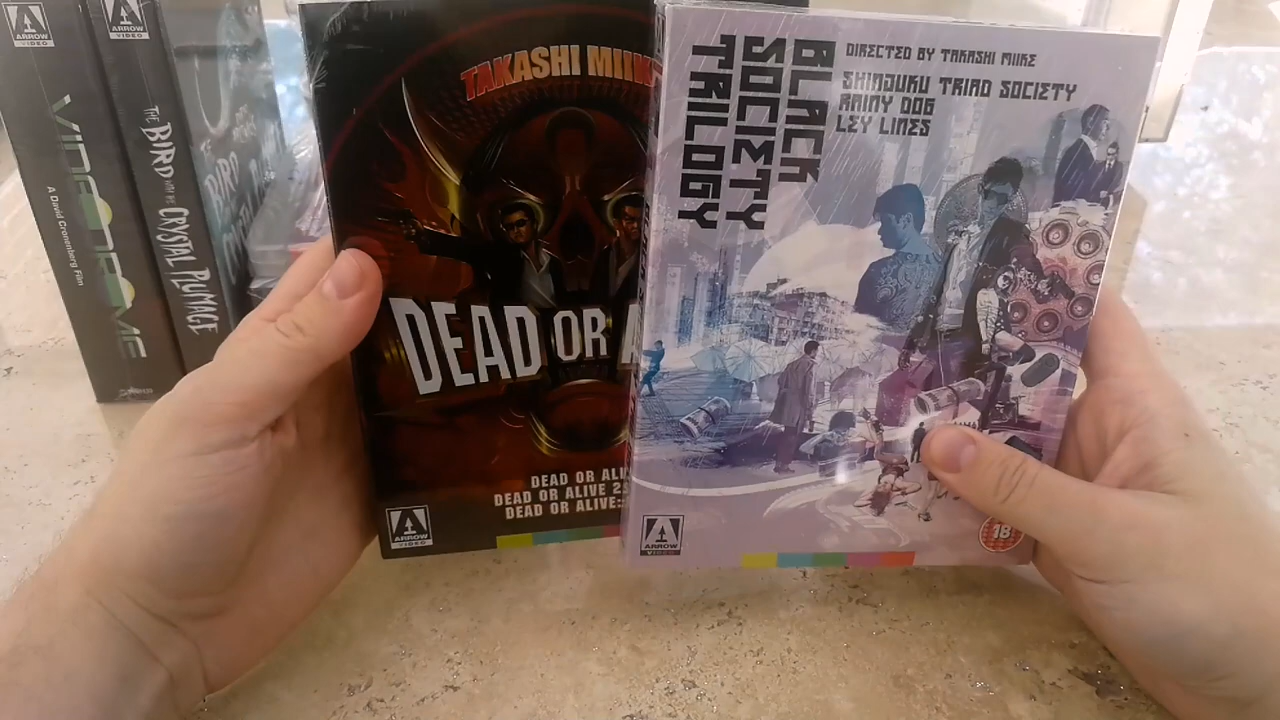 ARROW
VIDEO
VIDEODROME
A David Cronenberg Film
ARROW
VIDEO
THE BIRD WITH THE CRYSTAL PLUMAGE
BIRD
TAKASHI MIIK
DEAD OR A
DEAD OR ALI
DEAD OR ALIVE 2
DEAD OR ALIVE:
ARROW
VIDEO
BLACK
SOCIETY
TRILOGY
DIRECTED BY TAKASHI MIIKE
SHINJUKU TRIAD SOCIETY
RAINY DOG
LEY LINES
ARROW
VIDEO
18